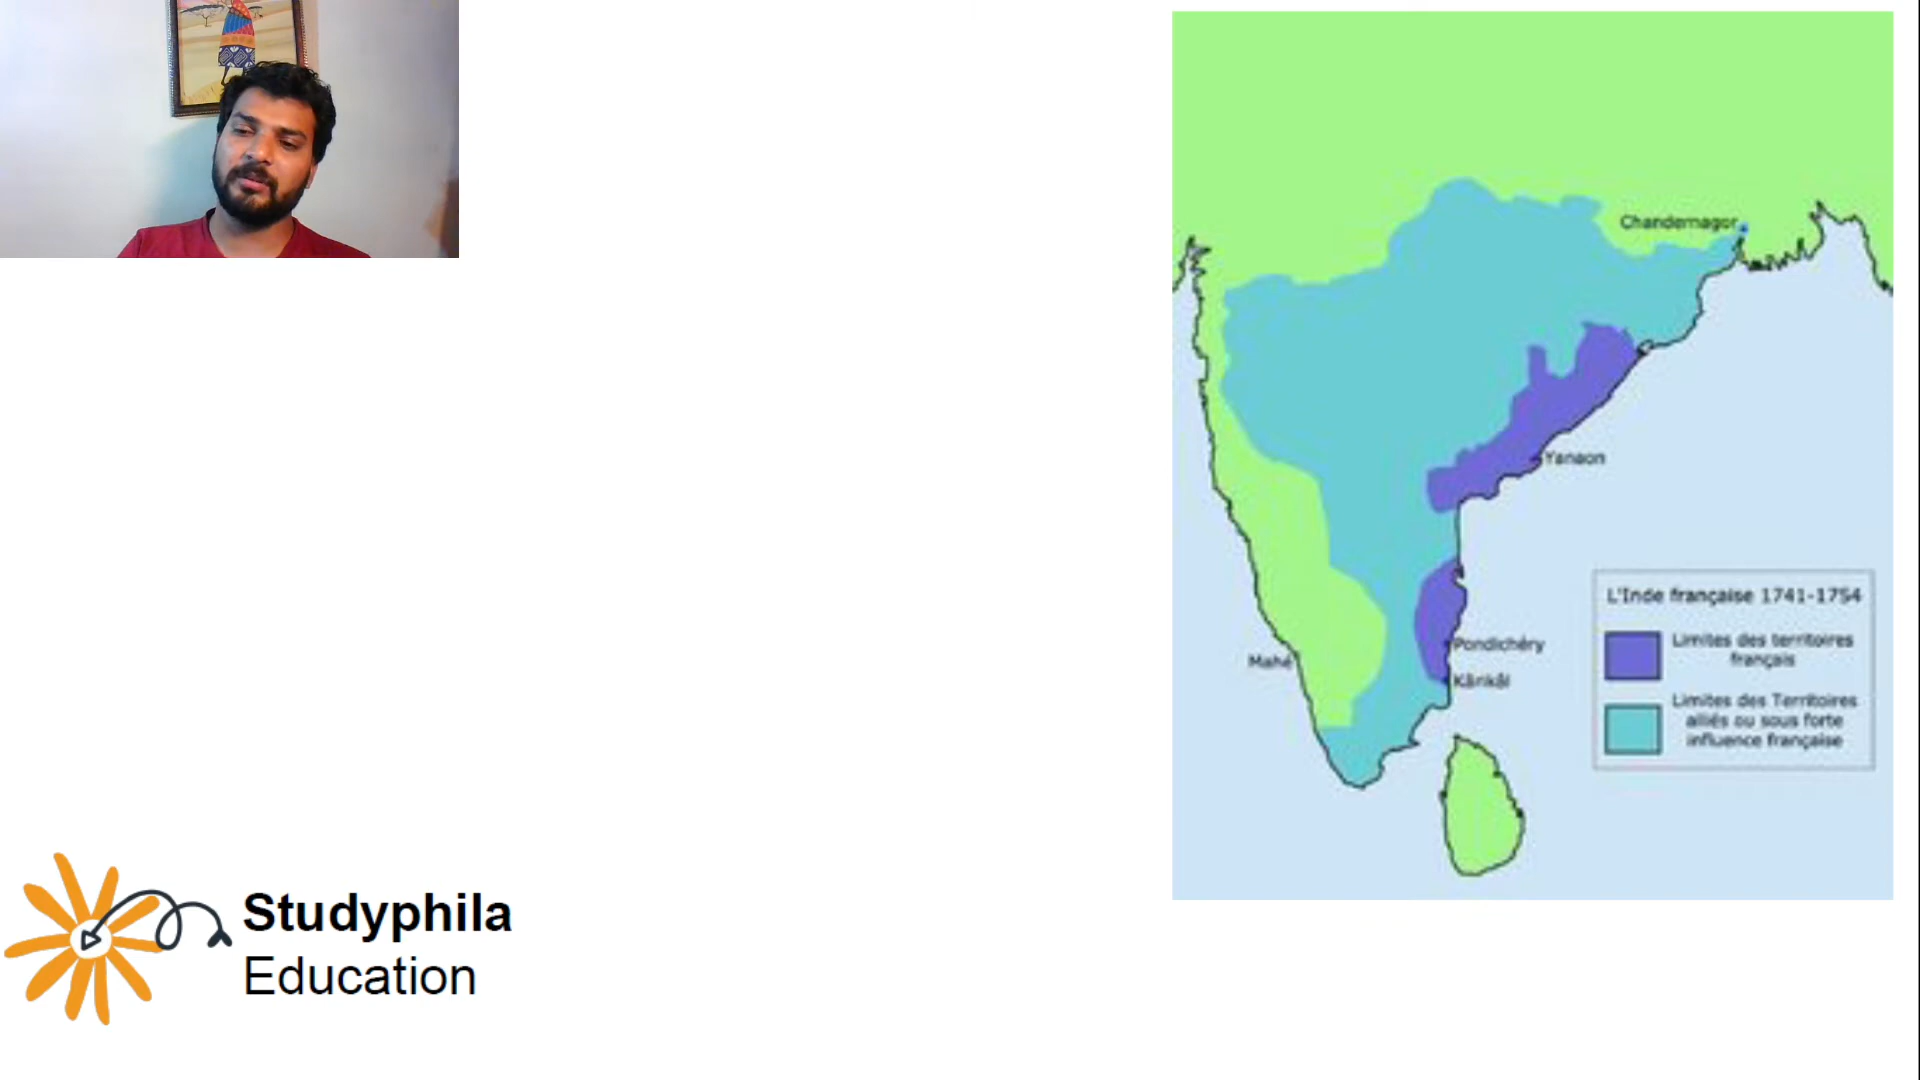 Chandernagor
Yanaon
L'Inde française 1741-1754
Limites des territoires
français
Pondichéry
Mahé
Kârikâl
Limites des Territoires
alliés ou sous forte
influence française
Studyphila
Education